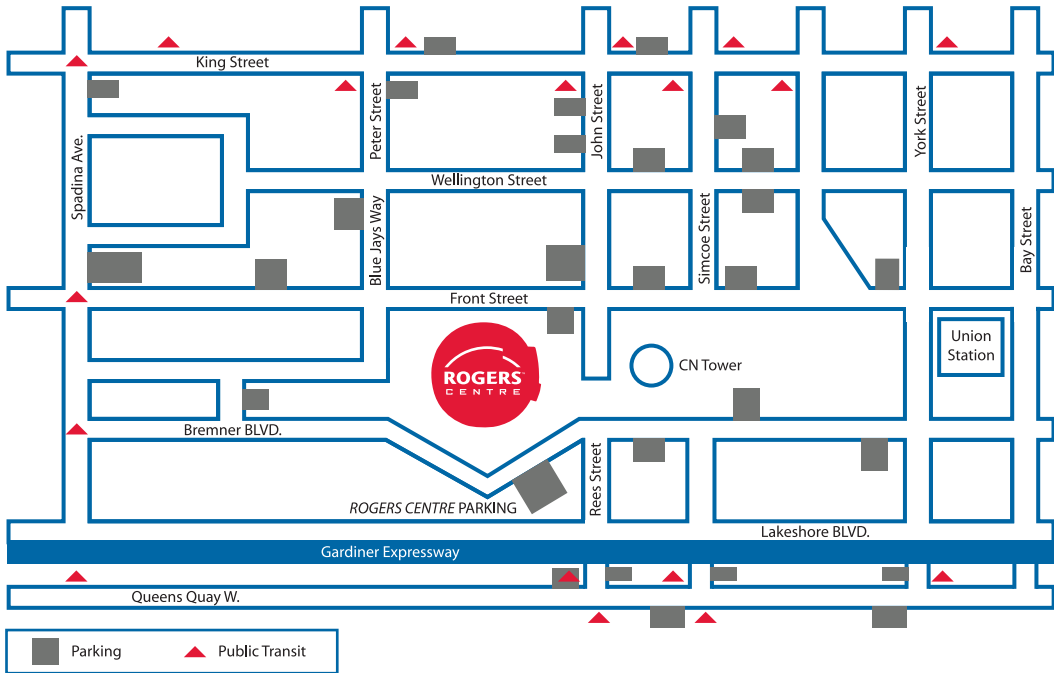 King Street
Peter Street
John Street
York Street
Spadina Ave.
Wellington Street
Blue Jays Way
Simcoe Street
Bay Street
Front Street
ROGERS™
CENTRE
CN Tower
Union
Station
Bremner BLVD.
Rees Street
ROGERS CENTRE PARKING
Lakeshore BLVD.
Gardiner Expressway
Queens Quay W.
Parking
Public Transit